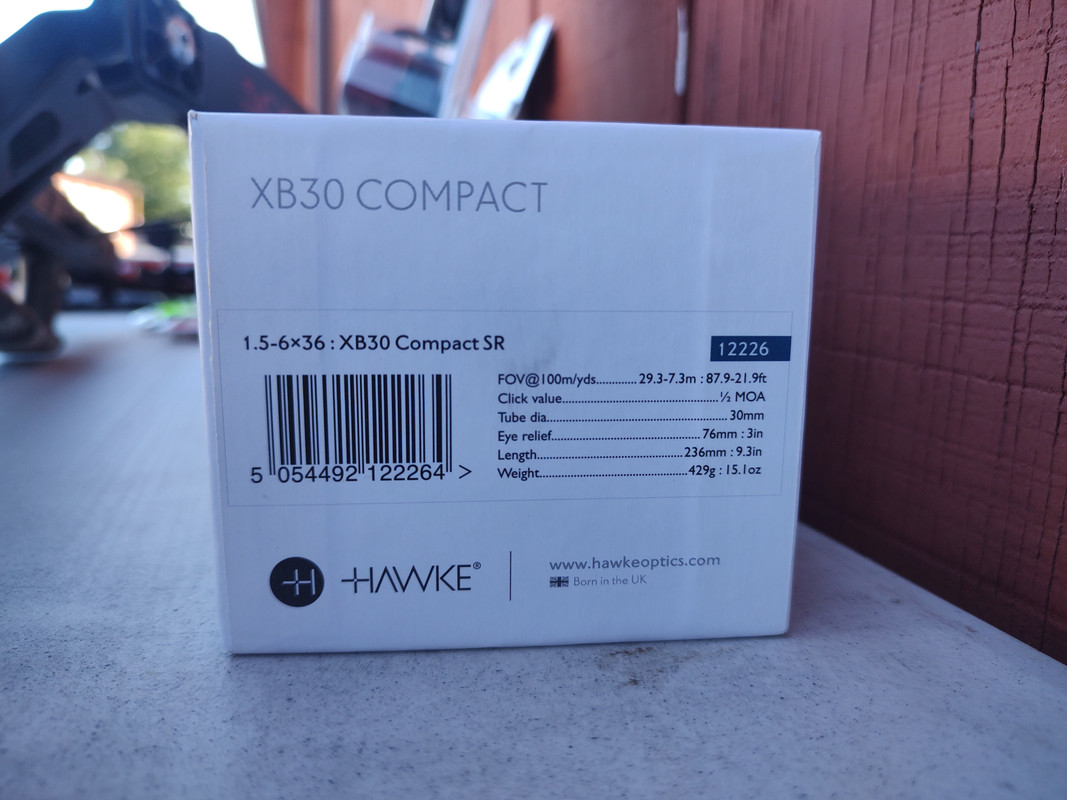 XB30 COMPACT
1.5-6×36 : XB30 Compact SR
12226
FOV@100m/yds............29.3-7.3m : 87.9-21.9ft
Click value.............................................½ MOA
Tube dia.....................................................30mm
Eye relief...........................................76mm : 3in
Length........................................236mm : 9.3in
Weight..........................................429g : 15.1oz
5 054492 122264 >
HAWKE®
www.hawkeoptics.com
Born in the UK